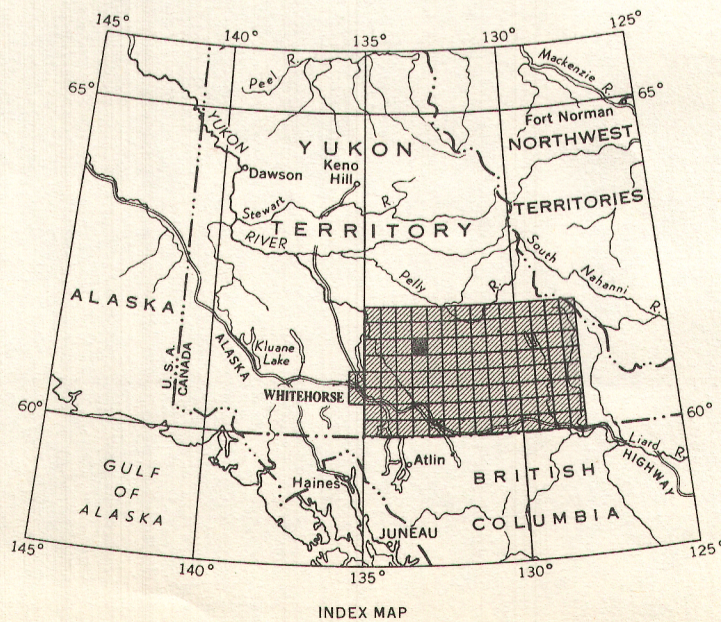 145°
140°
135°
130°
125°
Peel R.
Mackenzie R.
65°
65°
Fort Norman
YUKON
YUKON
NORTHWEST
Keno
Hill
Dawson
TERRITORIES
Stewart R.
TERRITORY
RIVER
South Nahanni R.
Pelly R.
ALASKA
Kluane
Lake
ALASKA
U.S.A.
CANADA
WHITEHORSE
60°
60°
Liard R.
HIGHWAY
Atlin
BRITISH
GULF
OF
ALASKA
Haines
COLUMBIA
JUNEAU
145°
140°
135°
130°
125°
INDEX MAP